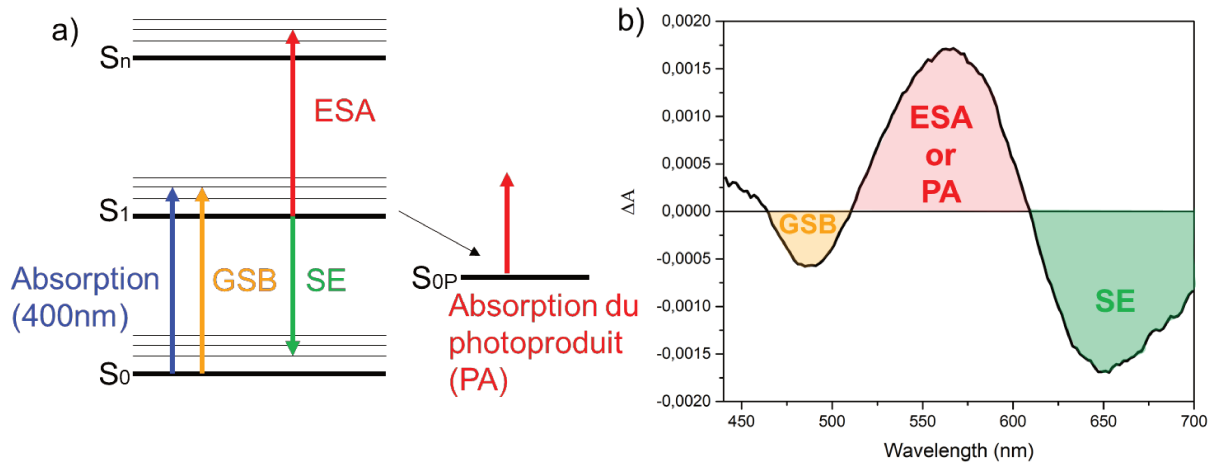 a)
Sn
ESA
S1
Absorption
(400nm)
GSB
SE
S0P
Absorption du
photoproduit
(PA)
S0
b)
0,0020
0,0015
0,0010
0,0005
0,0000
-0,0005
-0,0010
-0,0015
-0,0020
ΔA
ESA
or
PA
GSB
SE
450
500
550
600
650
700
Wavelength (nm)